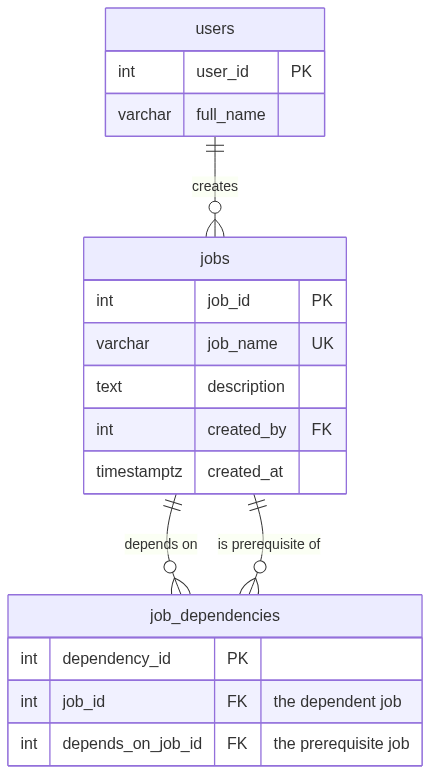 users
int user_id PK
varchar full_name
creates
jobs
int job_id PK
varchar job_name UK
text description
int created_by FK
timestamptz created_at
depends on is prerequisite of
job_dependencies
int dependency_id PK
int job_id FK the dependent job
int depends_on_job_id FK the prerequisite job